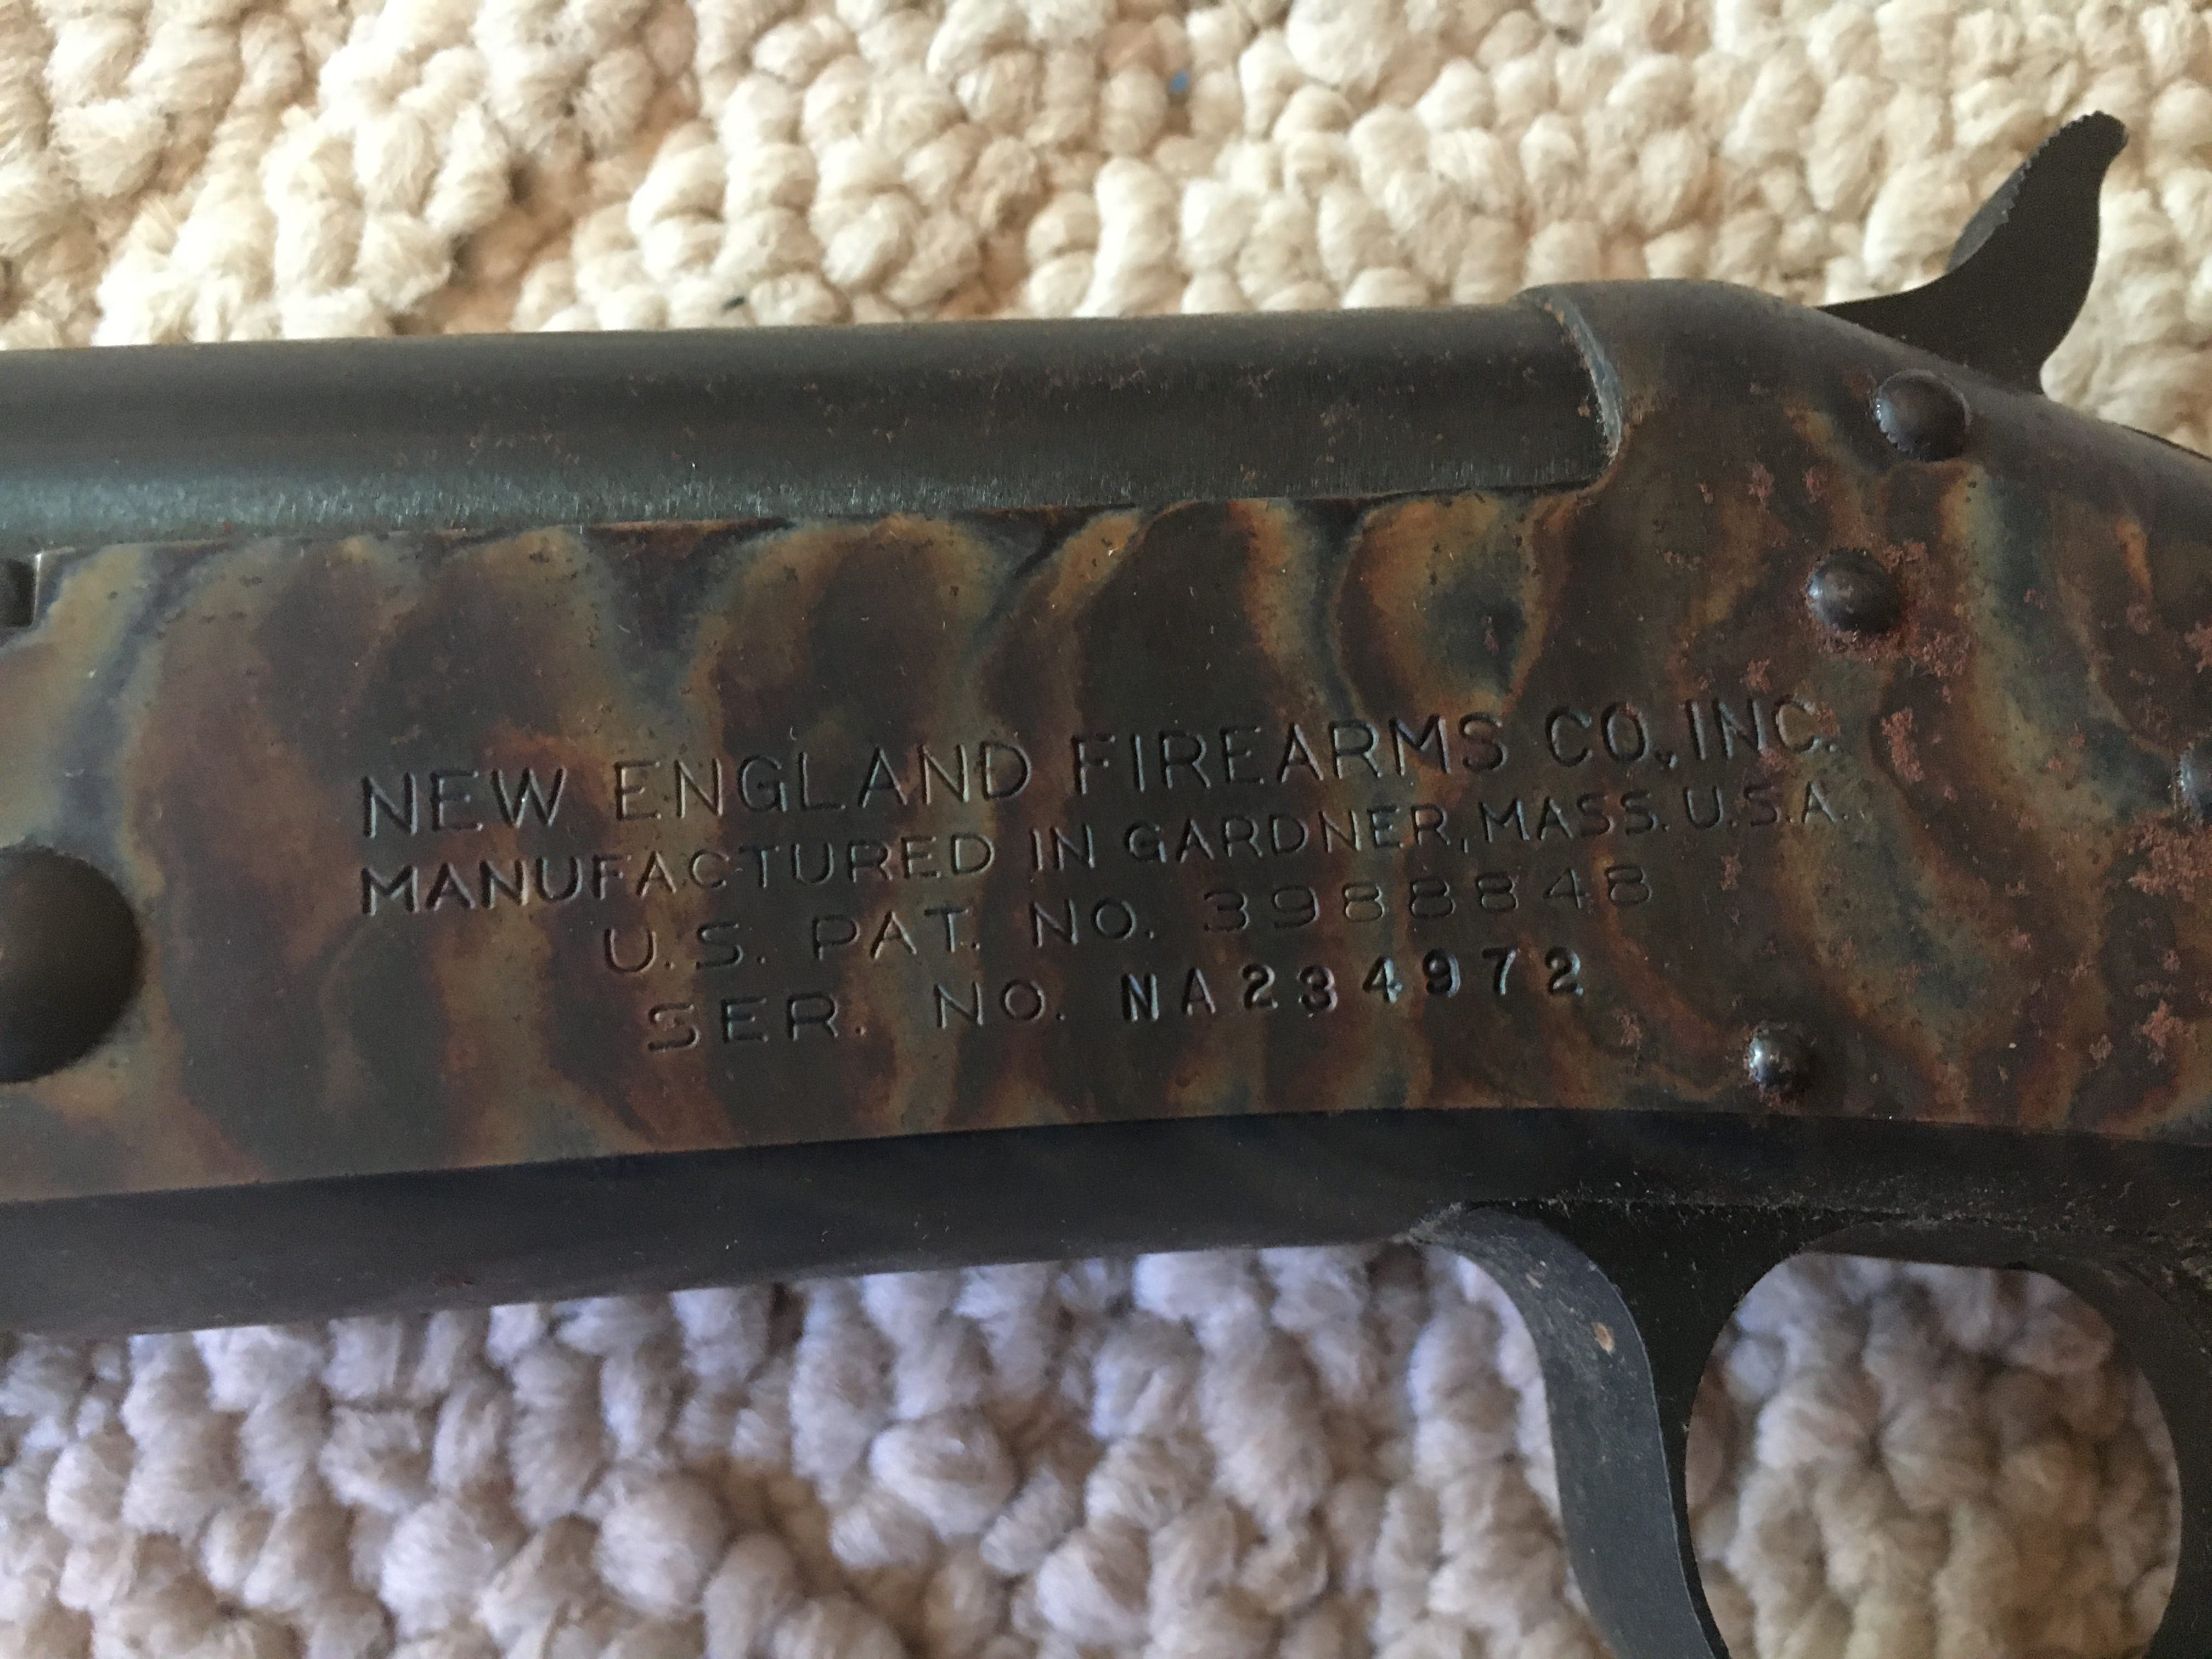 NEW ENGLAND FIREARMS CO., INC.
MANUFACTURED IN GARDNER, MASS. U.S.A.
U.S. PAT. NO. 3988848
SER. NO. NA234972